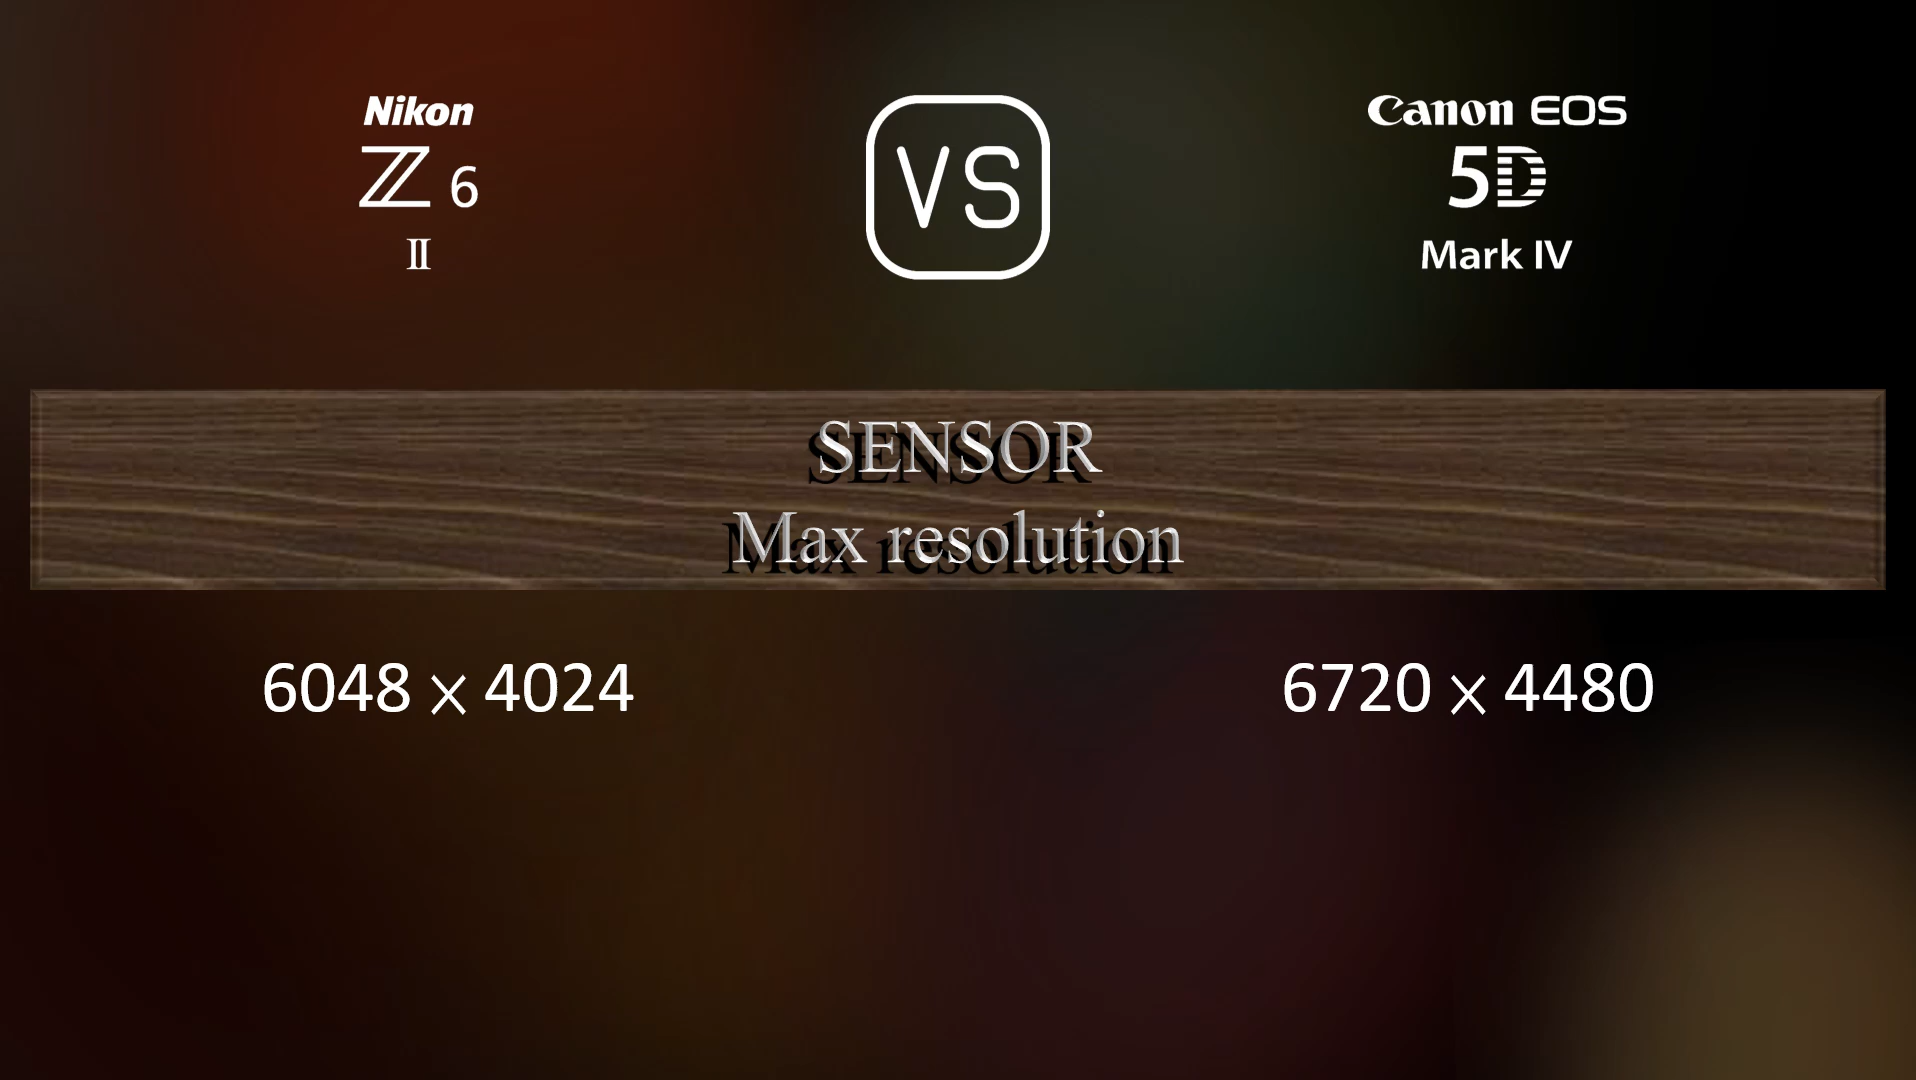 Nikon
Z 6
II
VS
Canon EOS
5D
Mark IV
SENSOR
Max resolution
6048 x 4024
6720 x 4480